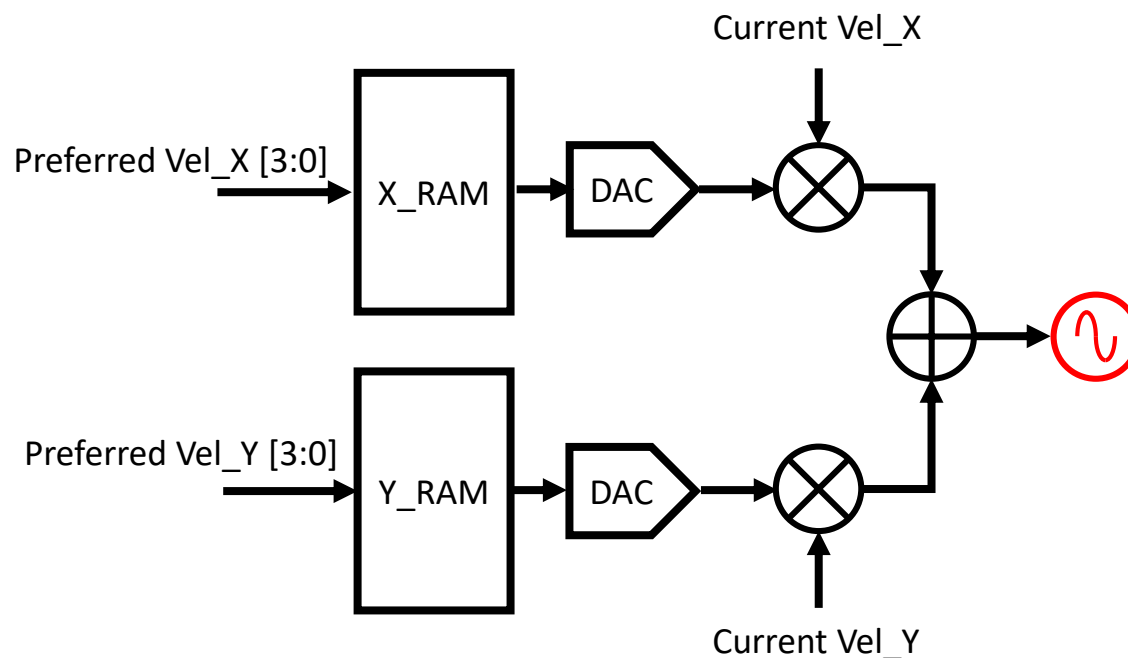 Current Vel_X
Preferred Vel_X [3:0]
X_RAM
DAC
Preferred Vel_Y [3:0]
Y_RAM
DAC
Current Vel_Y